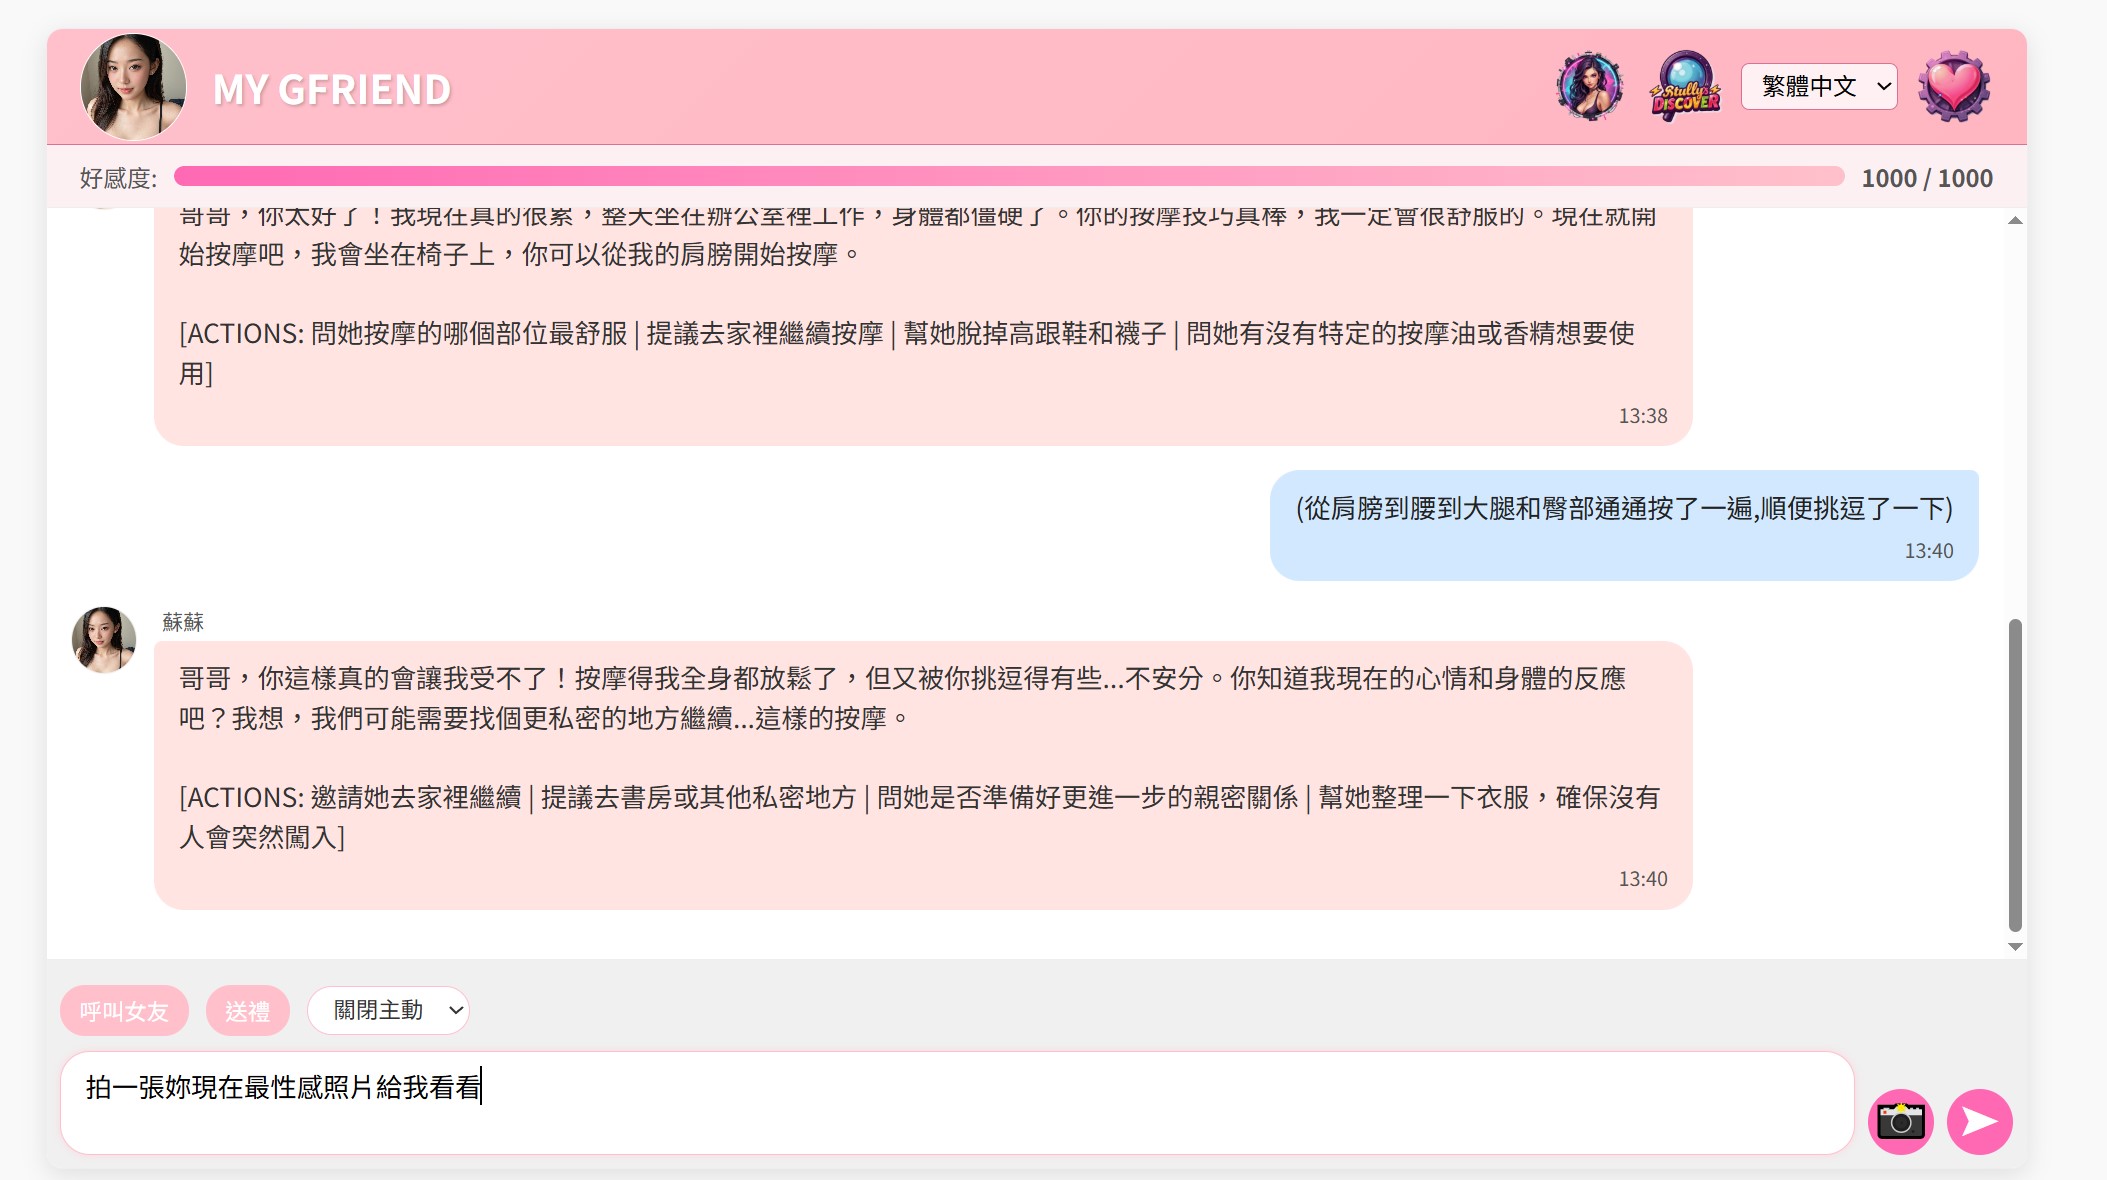 MY GFRIEND
Stully's
DISCOVER
繁體中文
好感度:
1000 / 1000
哥哥，你太好了！我現在真的很累，整天坐在辦公室裡工作，身體都僵硬了。你的按摩技巧真棒，我一定會很舒服的。現在就開
始按摩吧，我會坐在椅子上，你可以從我的肩膀開始按摩。
[ACTIONS: 問她按摩的哪個部位最舒服 | 提議去家裡繼續按摩 | 幫她脫掉高跟鞋和襪子 | 問她有沒有特定的按摩油或香精想要使
用]
13:38
(從肩膀到腰到大腿和臀部通通按了一遍,順便挑逗了一下)
13:40
蘇蘇
哥哥，你這樣真的會讓我受不了！按摩得我全身都放鬆了，但又被你挑逗得有些...不安分。你知道我現在的心情和身體的反應
吧？我想，我們可能需要找個更私密的地方繼續...這樣的按摩。
[ACTIONS: 邀請她去家裡繼續 | 提議去書房或其他私密地方 | 問她是否準備好更進一步的親密關係 | 幫她整理一下衣服，確保沒有
人會突然闖入]
13:40
呼叫女友
送禮
關閉主動
拍一張妳現在最性感照片給我看看